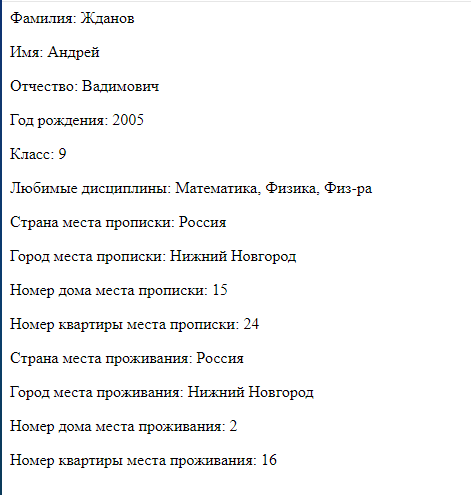 Фамилия: Жданов
Имя: Андрей
Отчество: Вадимович
Год рождения: 2005
Класс: 9
Любимые дисциплины: Математика, Физика, Физ-ра
Страна места прописки: Россия
Город места прописки: Нижний Новгород
Номер дома места прописки: 15
Номер квартиры места прописки: 24
Страна места проживания: Россия
Город места проживания: Нижний Новгород
Номер дома места проживания: 2
Номер квартиры места проживания: 16